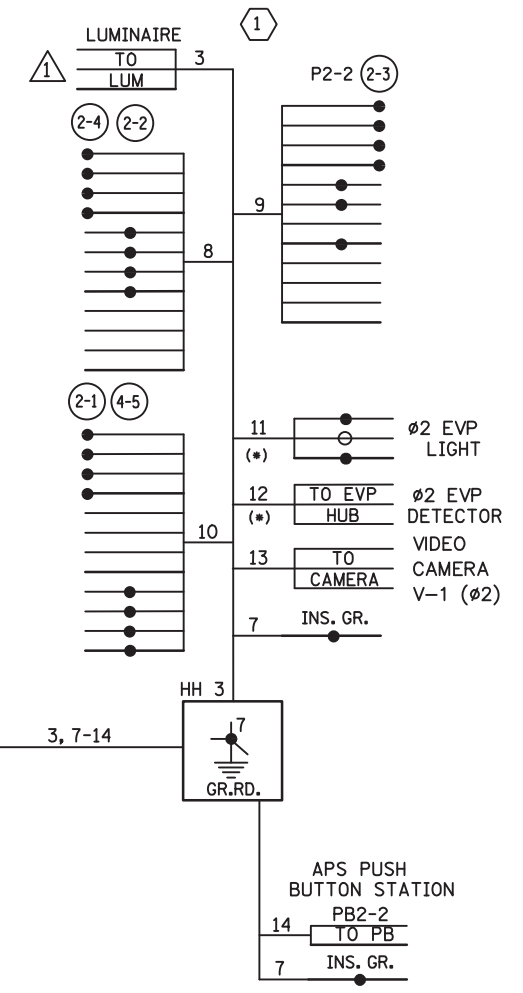 1
LUMINAIRE
1
TO
LUM
3
P2-2 2-3
2-4 2-2
9
8
2-1 4-5
11
(*)
ø2 EVP
LIGHT
12
(*)
TO EVP
HUB
ø2 EVP
DETECTOR
10
13
TO
CAMERA
VIDEO
CAMERA
V-1 (ø2)
7
INS. GR.
HH 3
3, 7-14
7
GR.RD.
APS PUSH
BUTTON STATION
PB2-2
14
TO PB
7
INS. GR.